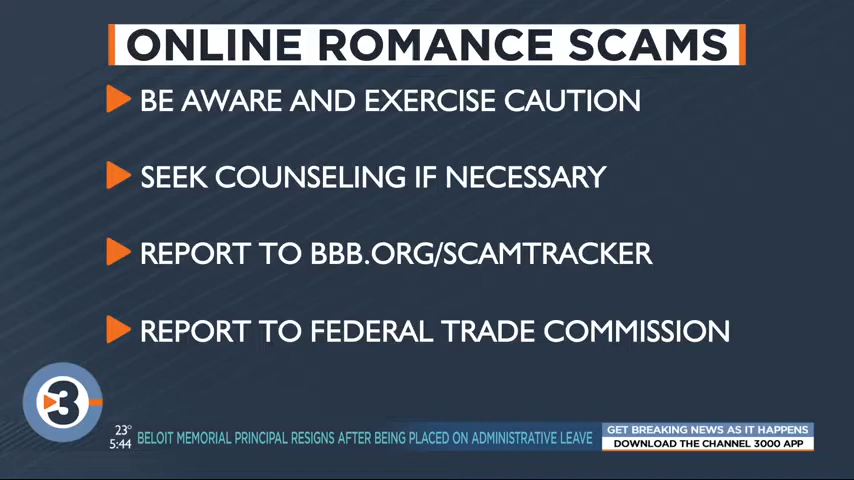 ONLINE ROMANCE SCAMS
BE AWARE AND EXERCISE CAUTION
SEEK COUNSELING IF NECESSARY
REPORT TO BBB.ORG/SCAMTRACKER
REPORT TO FEDERAL TRADE COMMISSION
3
23°
5:44
BELOIT MEMORIAL PRINCIPAL RESIGNS AFTER BEING PLACED ON ADMINISTRATIVE LEAVE
GET BREAKING NEWS AS IT HAPPENS
DOWNLOAD THE CHANNEL 3000 APP